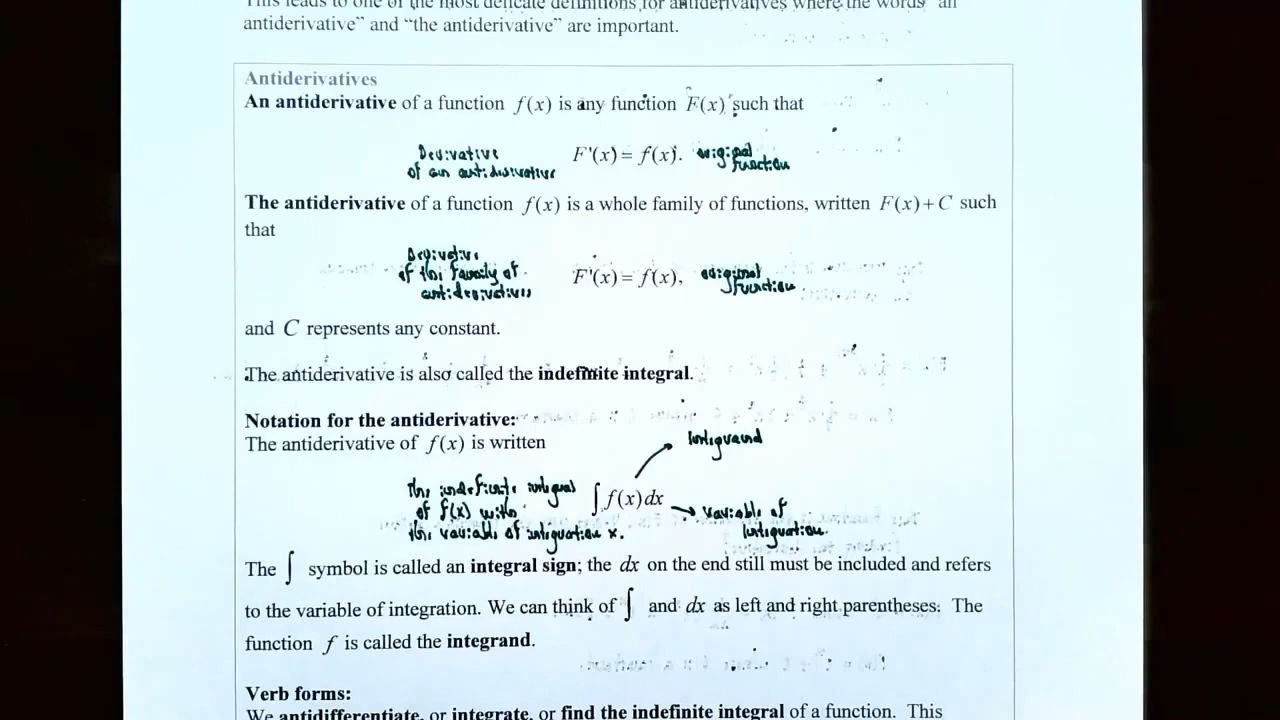 This leads to one of the most delicate definitions for antiderivatives where the words "an
antiderivative" and "the antiderivative" are important.
Antiderivatives
An antiderivative of a function f(x) is any function F(x) such that
Derivative
of an antiderivative
F'(x) = f(x).
original
function
The antiderivative of a function f(x) is a whole family of functions, written F(x)+C such
that
Derivative
of the family of
antiderivatives
F'(x) = f(x),
original
function
and C represents any constant.
The antiderivative is also called the indefinite integral.
Notation for the antiderivative:
The antiderivative of f(x) is written
Integrand
the indefinite integral
of f(x) with
the variable of integration x.
∫ f(x) dx
→ variable of
integration.
The ∫ symbol is called an integral sign; the dx on the end still must be included and refers
to the variable of integration. We can think of ∫ and dx as left and right parentheses. The
function f is called the integrand.
Verb forms:
We antidifferentiate, or integrate, or find the indefinite integral of a function. This